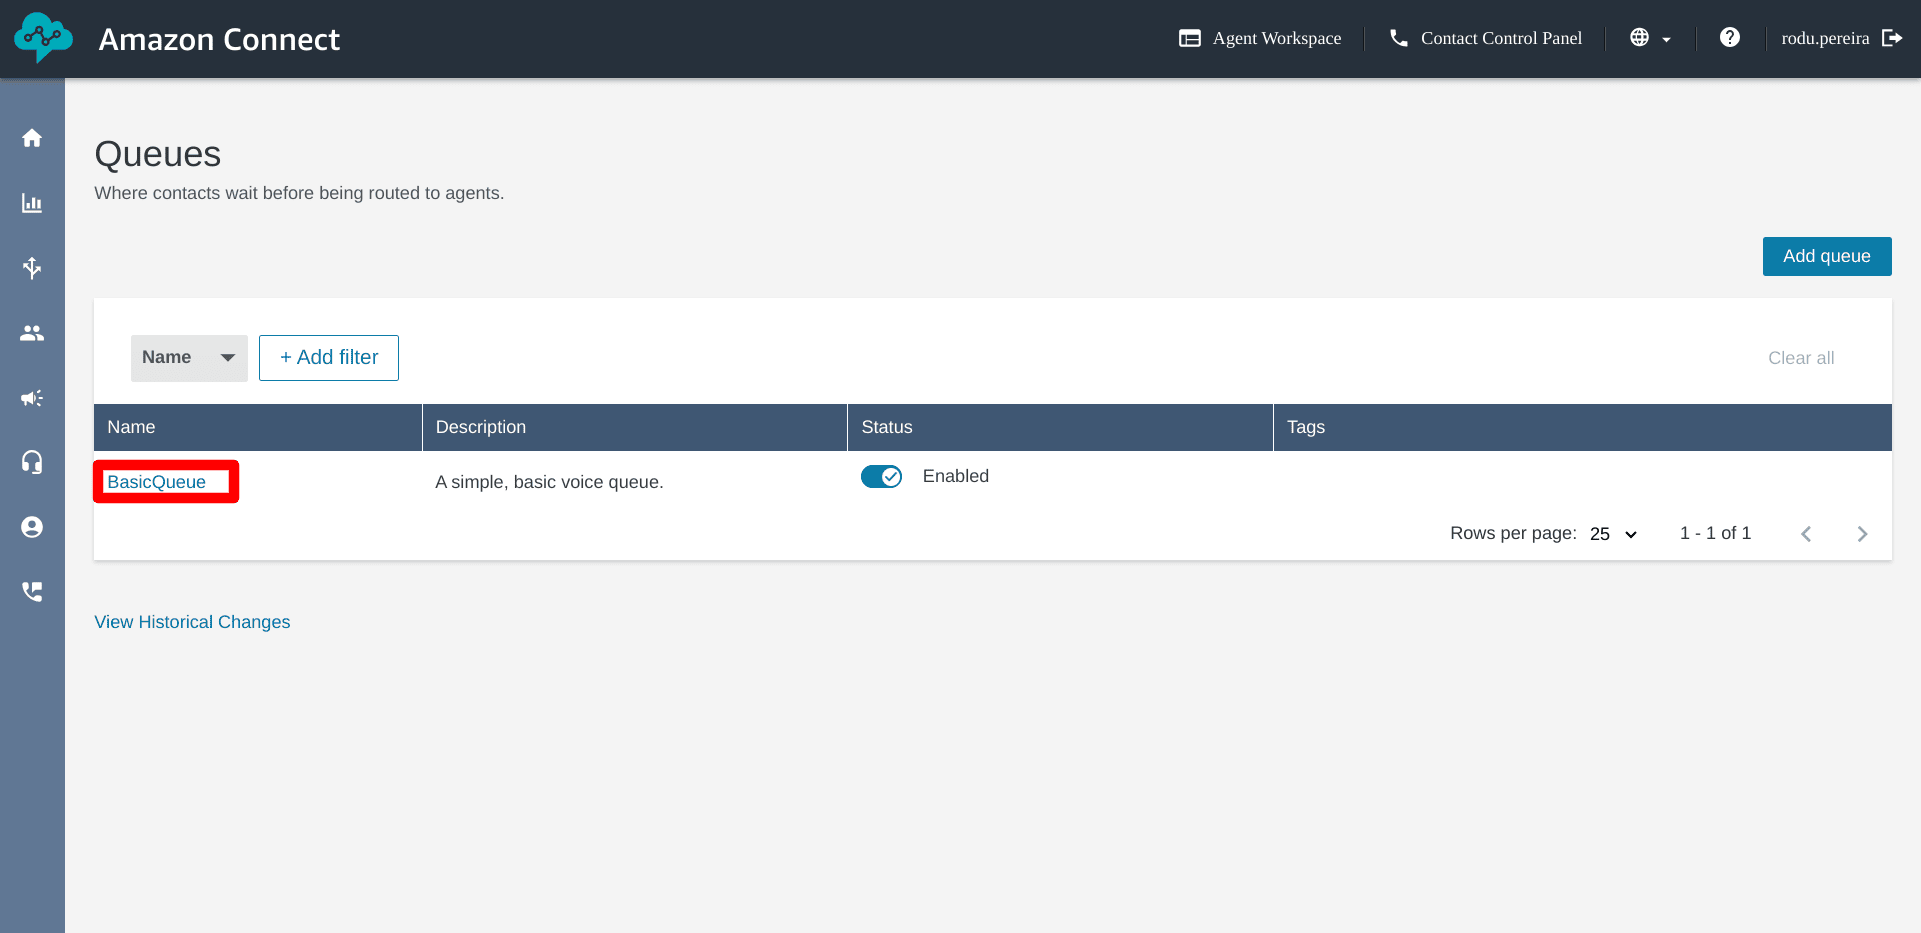 Amazon Connect
Agent Workspace
Contact Control Panel
rodu.pereira
Queues
Where contacts wait before being routed to agents.
Add queue
Name
+ Add filter
Clear all
Name Description Status Tags
BasicQueue A simple, basic voice queue. Enabled
Rows per page: 25 1 - 1 of 1
View Historical Changes